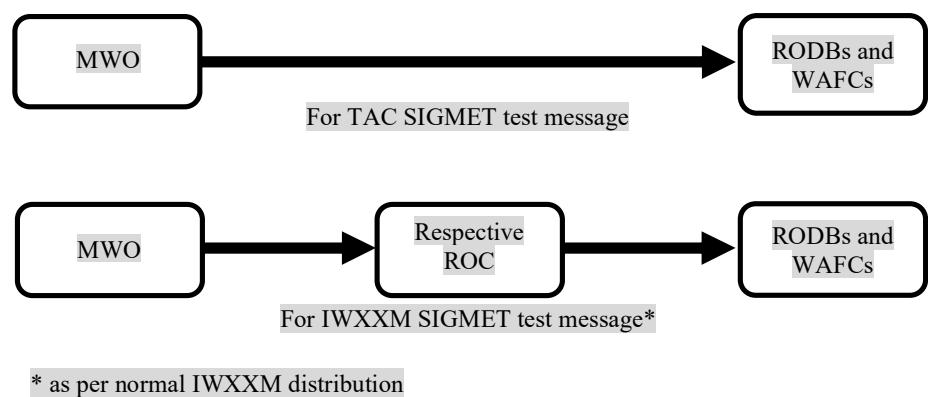 MWO
RODBs and
WAFCs
For TAC SIGMET test message
MWO
Respective
ROC
RODBs and
WAFCs
For IWXXM SIGMET test message*
* as per normal IWXXM distribution